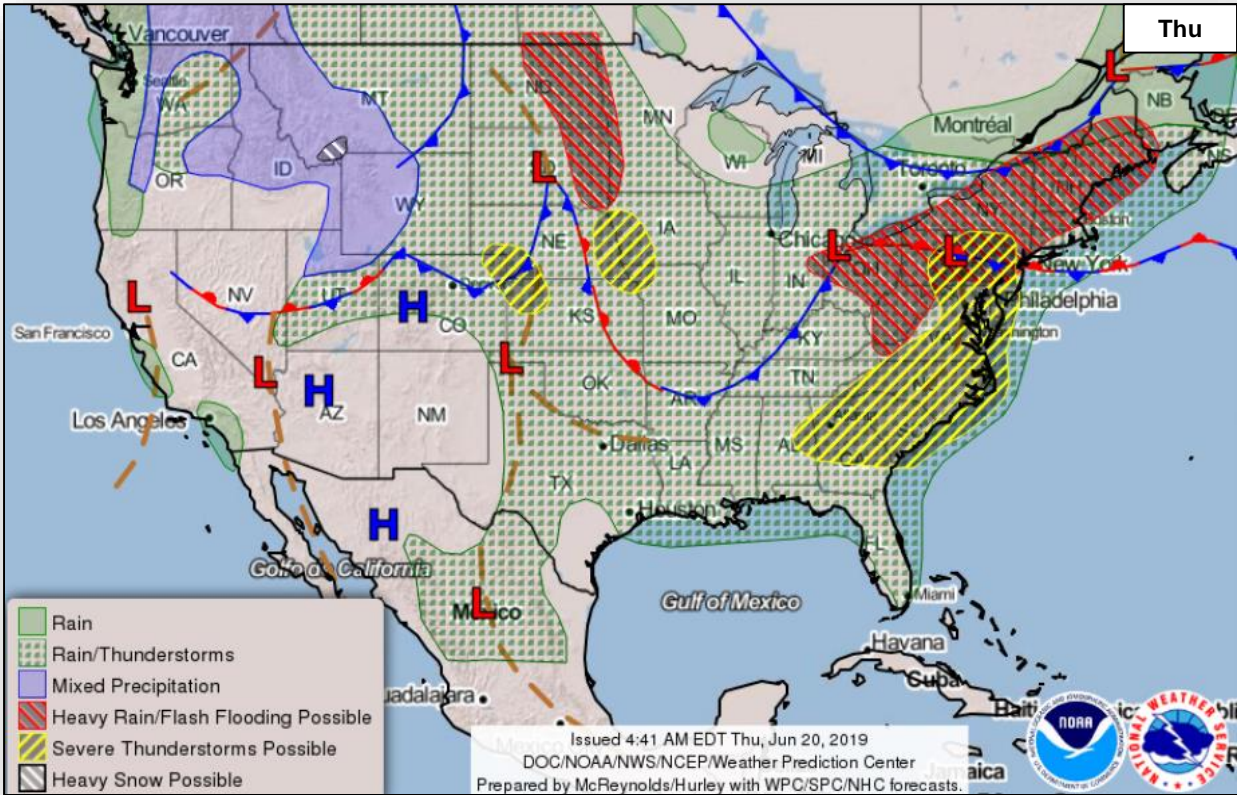 Thu
Vancouver
Seattle
WA
MT
ND
MN
Montréal
NB
NS
OR
ID
WI
MI
Toronto
WY
NY
NE
IA
Chicago
NV
UT
IL
IN
OH
New York
Philadelphia
CO
KS
MO
KY
Washington
San Francisco
CA
OK
TN
AR
Los Angeles
AZ
NM
Dallas
MS
AL
LA
GA
TX
Houston
FL
Miami
L
L
L
L
L
L
L
L
L
H
H
H
Golfo de California
México
Gulf of Mexico
Havana
Cuba
Jamaica
Rain
Rain/Thunderstorms
Mixed Precipitation
Heavy Rain/Flash Flooding Possible
Severe Thunderstorms Possible
Heavy Snow Possible
uadalajara
Issued 4:41 AM EDT Thu, Jun 20, 2019
DOC/NOAA/NWS/NCEP/Weather Prediction Center
Prepared by McReynolds/Hurley with WPC/SPC/NHC forecasts.
NOAA
NATIONAL WEATHER SERVICE